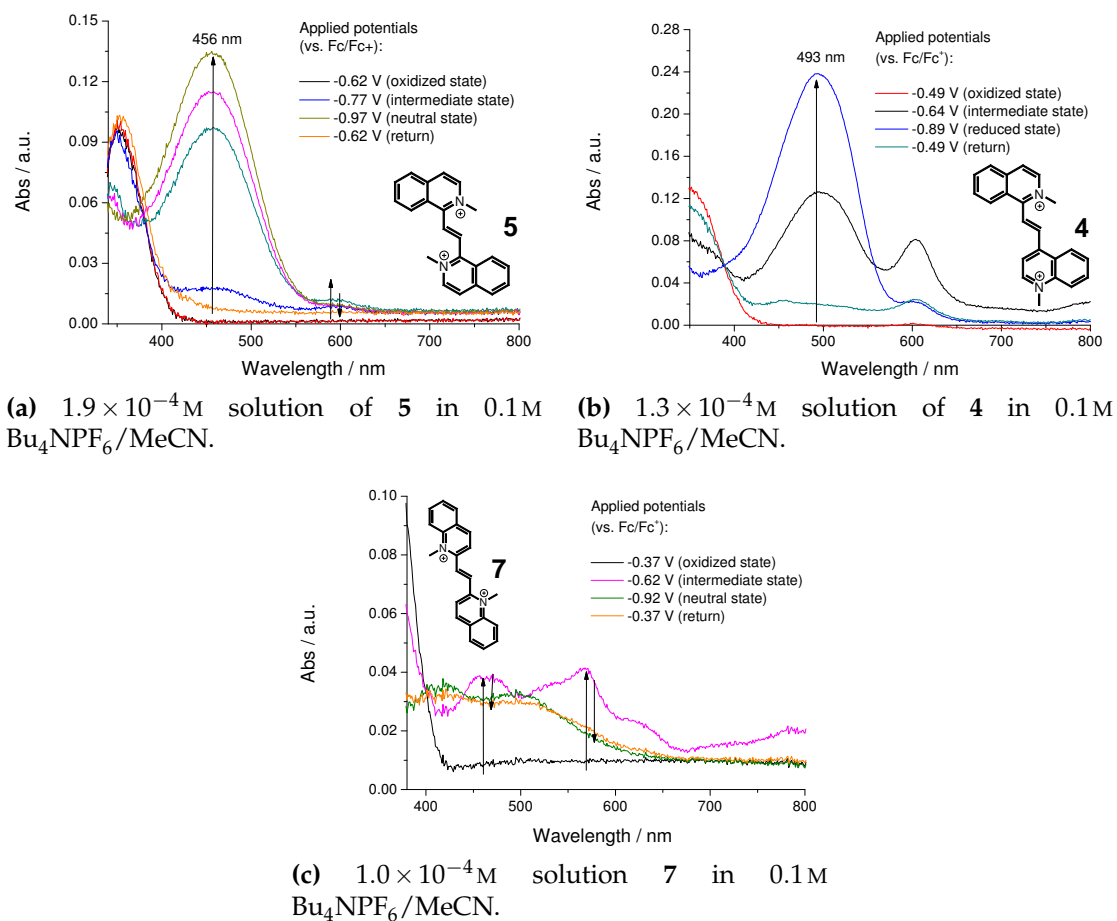 0.15
0.12
0.09
0.06
0.03
0.00
Abs / a.u.
456 nm
Applied potentials
(vs. Fc/Fc+):
-0.62 V (oxidized state)
-0.77 V (intermediate state)
-0.97 V (neutral state)
-0.62 V (return)
N
⊕
5
N
⊕
400 500 600 700 800
Wavelength / nm
(a) 1.9 × 10⁻⁴ M solution of 5 in 0.1 M
Bu₄NPF₆/MeCN.
0.28
0.24
0.20
0.16
0.12
0.08
0.04
0.00
Abs / a.u.
493 nm
Applied potentials
(vs. Fc/Fc⁺):
-0.49 V (oxidized state)
-0.64 V (intermediate state)
-0.89 V (reduced state)
-0.49 V (return)
N
⊕
4
N
⊕
400 500 600 700 800
Wavelength / nm
(b) 1.3 × 10⁻⁴ M solution of 4 in 0.1 M
Bu₄NPF₆/MeCN.
0.10
0.08
0.06
0.04
0.02
0.00
Abs / a.u.
N
⊕
7
N
⊕
Applied potentials
(vs. Fc/Fc⁺):
-0.37 V (oxidized state)
-0.62 V (intermediate state)
-0.92 V (neutral state)
-0.37 V (return)
400 500 600 700 800
Wavelength / nm
(c) 1.0 × 10⁻⁴ M solution 7 in 0.1 M
Bu₄NPF₆/MeCN.